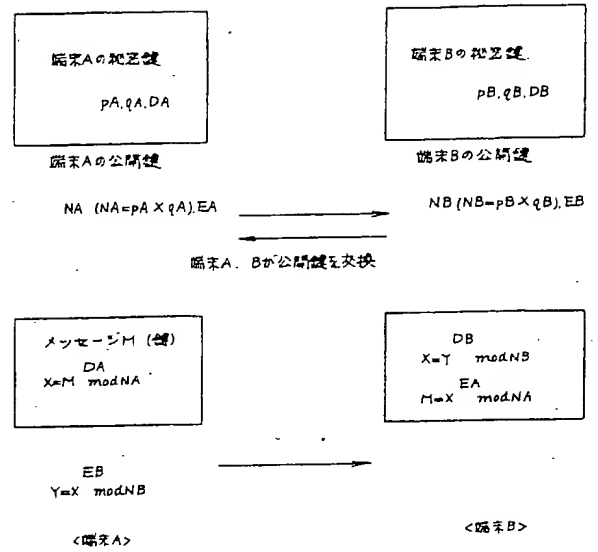 端末Aの秘密鍵
pA,qA,DA
端末Aの公開鍵
NA (NA=pA×qA),EA
端末Bの秘密鍵
pB,qB,DB
端末Bの公開鍵
NB(NB=pB×qB),EB
端末A、Bが公開鍵を交換
メッセージM (鍵)
DA
X=M modNA
EB
Y=X modNB
<端末A>
DB
X=Y modNB
EA
M=X modNA
<端末B>